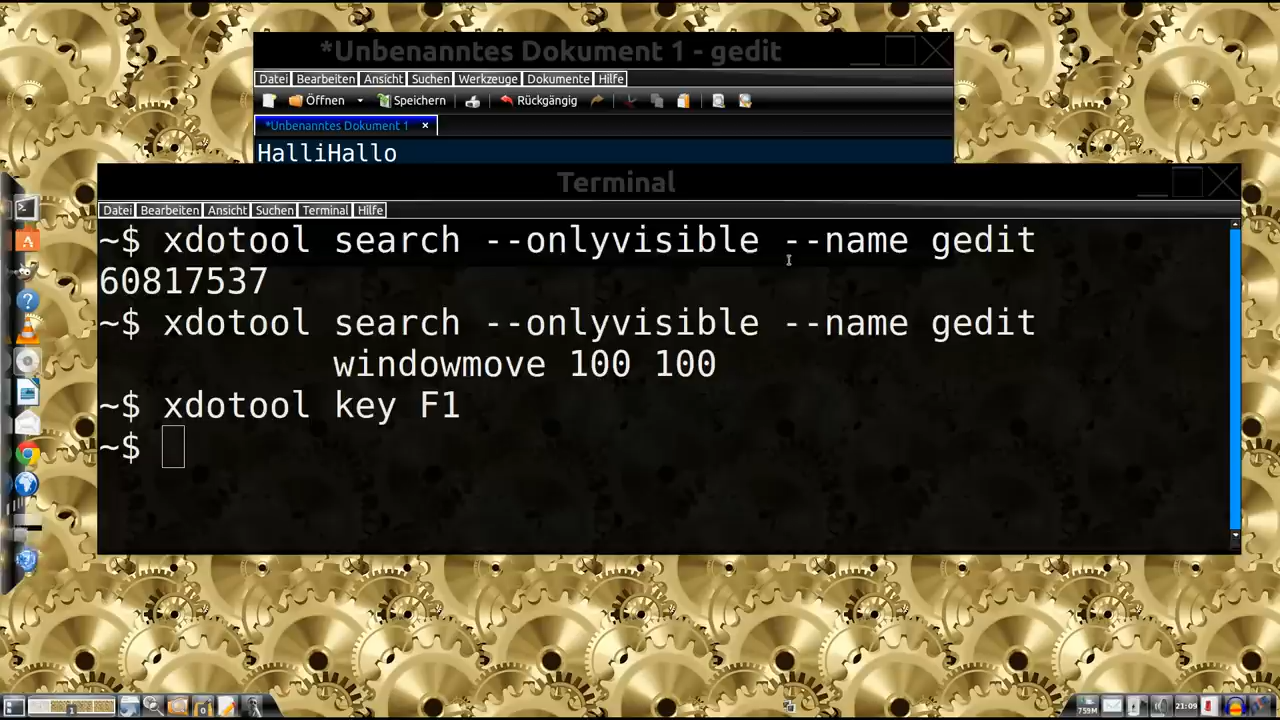 *Unbenanntes Dokument 1 - gedit
Datei Bearbeiten Ansicht Suchen Werkzeuge Dokumente Hilfe
Öffnen Speichern Rückgängig
*Unbenanntes Dokument 1 ×
HalliHallo
Terminal
Datei Bearbeiten Ansicht Suchen Terminal Hilfe
~$ xdotool search --onlyvisible --name gedit
60817537
~$ xdotool search --onlyvisible --name gedit
windowmove 100 100
~$ xdotool key F1
~$
759M 21:09